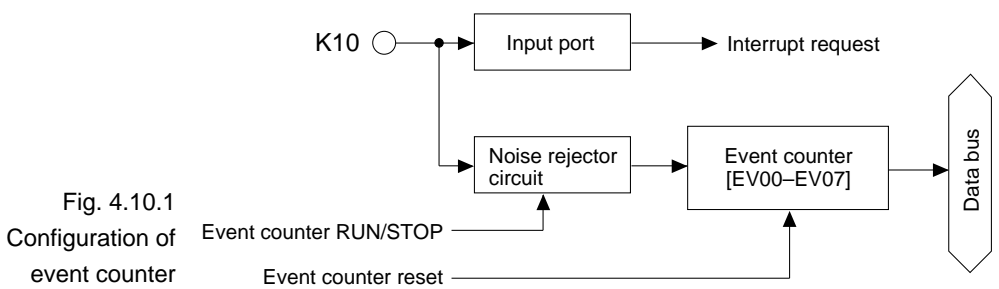 K10
Input port
Interrupt request
Noise rejector
circuit
Event counter
[EV00–EV07]
Data bus
Event counter RUN/STOP
Event counter reset
Fig. 4.10.1
Configuration of
event counter